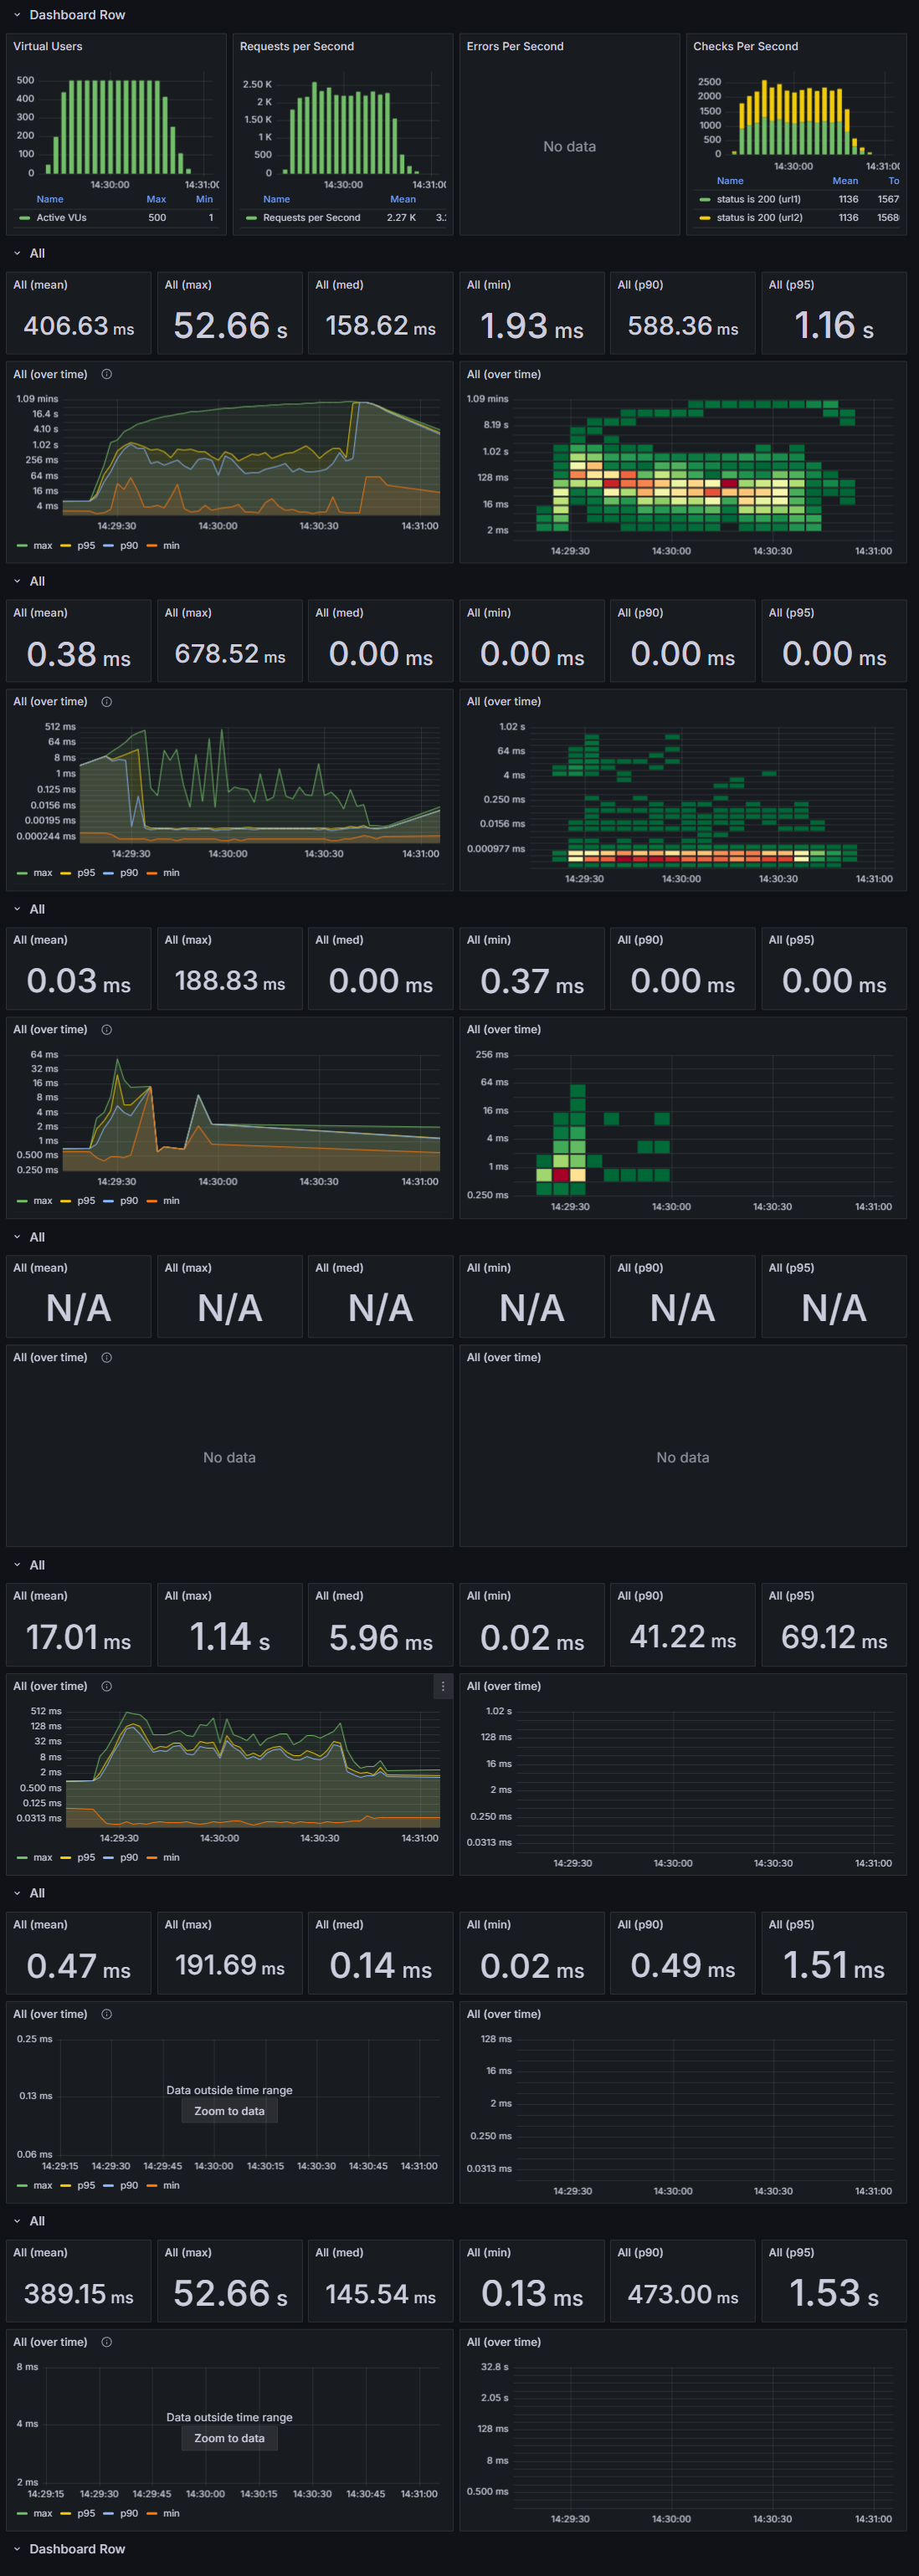 Dashboard Row
Virtual Users
500
400
300
200
100
0
14:30:00 14:31:0
Name Max Min
Active VUs 500 1
Requests per Second
2.50 K
2 K
1.50 K
1 K
500
0
14:30:00 14:31:0
Name Mean
Requests per Second 2.27 K 3.
Errors Per Second
No data
Checks Per Second
2500
2000
1500
1000
500
0
14:30:00 14:31:0
Name Mean To
status is 200 (url1) 1136 1567
status is 200 (url2) 1136 1568
All
All (mean) All (max) All (med) All (min) All (p90) All (p95)
406.63 ms 52.66 s 158.62 ms 1.93 ms 588.36 ms 1.16 s
All (over time)
1.09 mins
16.4 s
4.10 s
1.02 s
256 ms
64 ms
16 ms
4 ms
14:29:30 14:30:00 14:30:30 14:31:00
max p95 p90 min
All (over time)
1.09 mins
8.19 s
1.02 s
128 ms
16 ms
2 ms
14:29:30 14:30:00 14:30:30 14:31:00
All
All (mean) All (max) All (med) All (min) All (p90) All (p95)
0.38 ms 678.52 ms 0.00 ms 0.00 ms 0.00 ms 0.00 ms
All (over time)
512 ms
64 ms
8 ms
1 ms
0.125 ms
0.0156 ms
0.00195 ms
0.000244 ms
14:29:30 14:30:00 14:30:30 14:31:00
max p95 p90 min
All (over time)
1.02 s
64 ms
4 ms
0.250 ms
0.0156 ms
0.000977 ms
14:29:30 14:30:00 14:30:30 14:31:00
All
All (mean) All (max) All (med) All (min) All (p90) All (p95)
0.03 ms 188.83 ms 0.00 ms 0.37 ms 0.00 ms 0.00 ms
All (over time)
64 ms
32 ms
16 ms
8 ms
4 ms
2 ms
1 ms
0.500 ms
0.250 ms
14:29:30 14:30:00 14:30:30 14:31:00
max p95 p90 min
All (over time)
256 ms
64 ms
16 ms
4 ms
1 ms
0.250 ms
14:29:30 14:30:00 14:30:30 14:31:00
All
All (mean) All (max) All (med) All (min) All (p90) All (p95)
N/A N/A N/A N/A N/A N/A
All (over time)
No data
All (over time)
No data
All
All (mean) All (max) All (med) All (min) All (p90) All (p95)
17.01 ms 1.14 s 5.96 ms 0.02 ms 41.22 ms 69.12 ms
All (over time)
512 ms
128 ms
32 ms
8 ms
2 ms
0.500 ms
0.125 ms
0.0313 ms
14:29:30 14:30:00 14:30:30 14:31:00
max p95 p90 min
All (over time)
1.02 s
128 ms
16 ms
2 ms
0.250 ms
0.0313 ms
14:29:30 14:30:00 14:30:30 14:31:00
All
All (mean) All (max) All (med) All (min) All (p90) All (p95)
0.47 ms 191.69 ms 0.14 ms 0.02 ms 0.49 ms 1.51 ms
All (over time)
0.25 ms
0.13 ms
0.06 ms
Data outside time range
Zoom to data
14:29:15 14:29:30 14:29:45 14:30:00 14:30:15 14:30:30 14:30:45 14:31:00
max p95 p90 min
All (over time)
128 ms
16 ms
2 ms
0.250 ms
0.0313 ms
14:29:30 14:30:00 14:30:30 14:31:00
All
All (mean) All (max) All (med) All (min) All (p90) All (p95)
389.15 ms 52.66 s 145.54 ms 0.13 ms 473.00 ms 1.53 s
All (over time)
8 ms
4 ms
2 ms
Data outside time range
Zoom to data
14:29:15 14:29:30 14:29:45 14:30:00 14:30:15 14:30:30 14:30:45 14:31:00
max p95 p90 min
All (over time)
32.8 s
2.05 s
128 ms
8 ms
0.500 ms
14:29:30 14:30:00 14:30:30 14:31:00
Dashboard Row